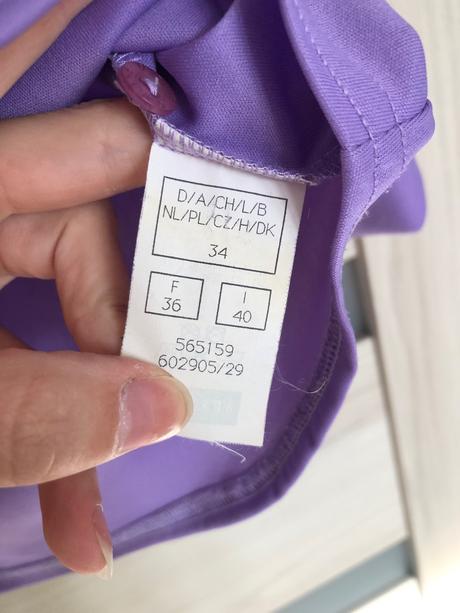 D/A/CH/L/B
NL/PL/CZ/H/DK
34
F
36
I
40
565159
602905/29